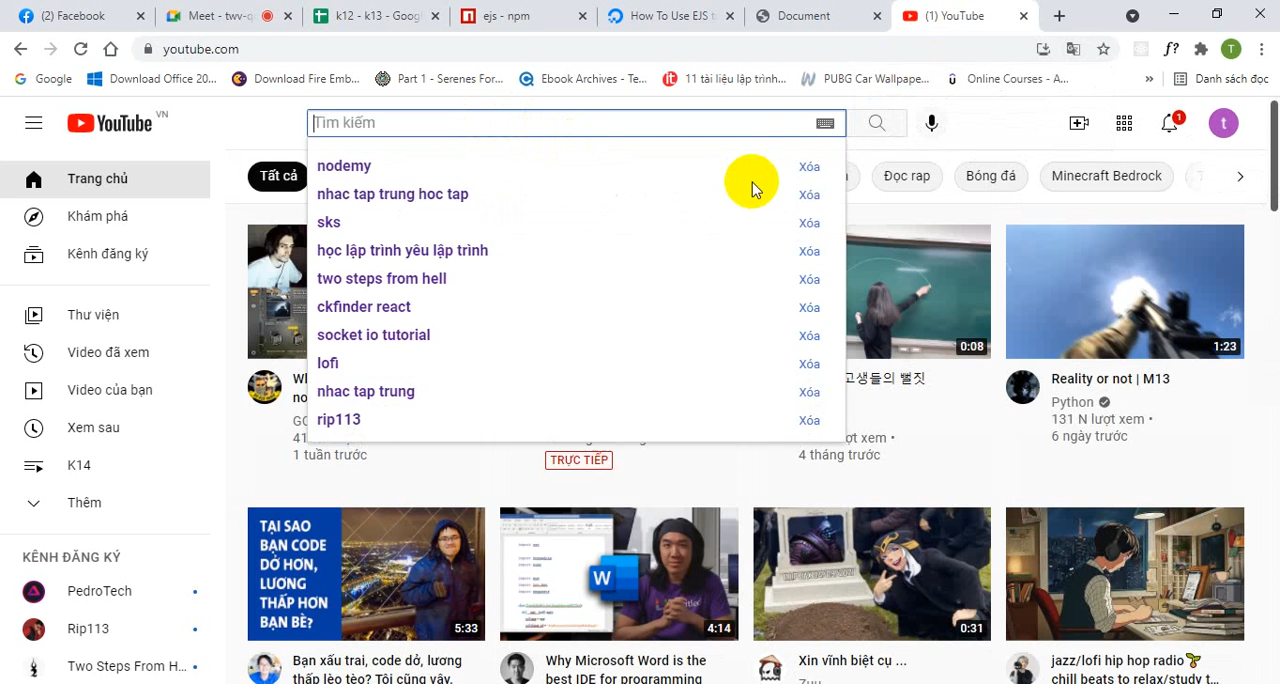 (2) Facebook
Meet - twv-q
k12 - k13 - Goog
ejs - npm
How To Use EJS t
Document
(1) YouTube
youtube.com
f?
T
Google
Download Office 20...
Download Fire Emb...
Part 1 - Serenes For...
Ebook Archives - Te...
11 tài liệu lập trình...
PUBG Car Wallpape...
Online Courses - A...
»
Danh sách đọc
YouTube VN
Tìm kiếm
1
t
Tất cả
Đọc rap
Bóng đá
Minecraft Bedrock
nodemy Xóa
nhac tap trung hoc tap Xóa
sks Xóa
học lập trình yêu lập trình Xóa
two steps from hell Xóa
ckfinder react Xóa
socket io tutorial Xóa
lofi Xóa
nhac tap trung Xóa
rip113 Xóa
Trang chủ
Khám phá
Kênh đăng ký
Thư viện
Video đã xem
Video của bạn
Xem sau
K14
Thêm
KÊNH ĐĂNG KÝ
PedroTech
Rip113
Two Steps From H...
1 tuần trước
TRỰC TIẾP
0:08
고생들의 뻘짓
ợt xem •
4 tháng trước
1:23
Reality or not | M13
Python
131 N lượt xem •
6 ngày trước
TẠI SAO
BẠN CODE
DỞ HƠN,
LƯƠNG
THẤP HƠN
BẠN BÈ?
5:33
Bạn xấu trai, code dở, lương
thấp lèo tèo? Tôi cũng vậy.
W
4:14
Why Microsoft Word is the
best IDE for programming
0:31
Xin vĩnh biệt cụ ...
Zuu
jazz/lofi hip hop radio🌱
chill beats to relax/study t...